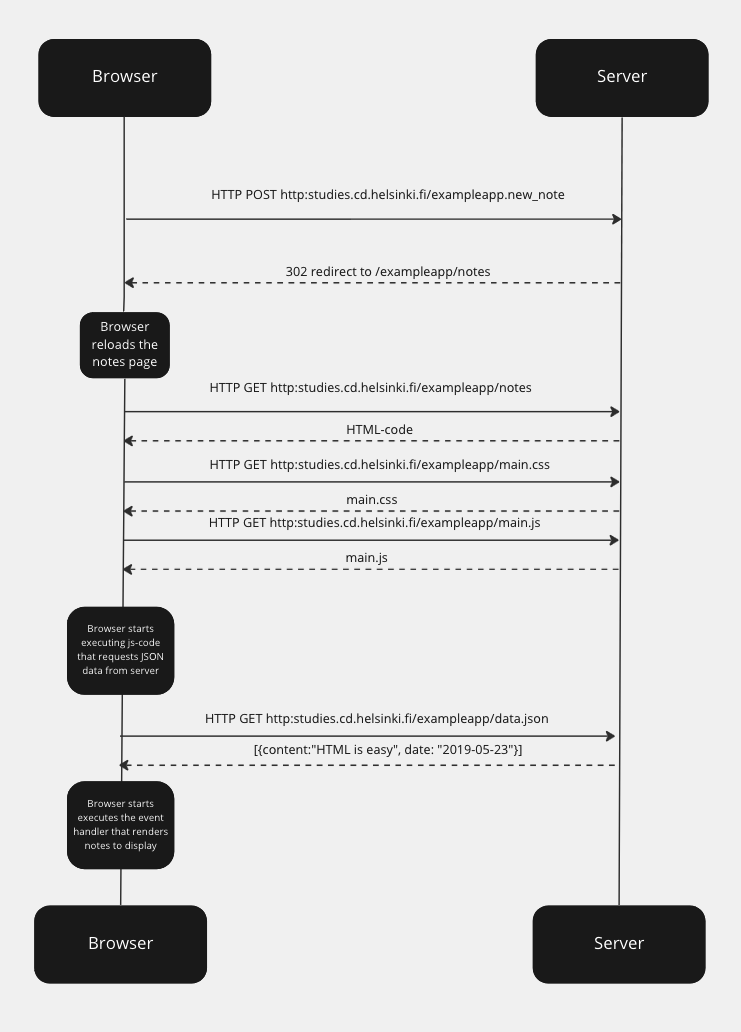 Browser
Server
HTTP POST http:studies.cd.helsinki.fi/exampleapp.new_note
302 redirect to /exampleapp/notes
Browser
reloads the
notes page
HTTP GET http:studies.cd.helsinki.fi/exampleapp/notes
HTML-code
HTTP GET http:studies.cd.helsinki.fi/exampleapp/main.css
main.css
HTTP GET http:studies.cd.helsinki.fi/exampleapp/main.js
main.js
Browser starts
executing js-code
that requests JSON
data from server
HTTP GET http:studies.cd.helsinki.fi/exampleapp/data.json
[{content:"HTML is easy", date: "2019-05-23"}]
Browser starts
executes the event
handler that renders
notes to display
Browser
Server